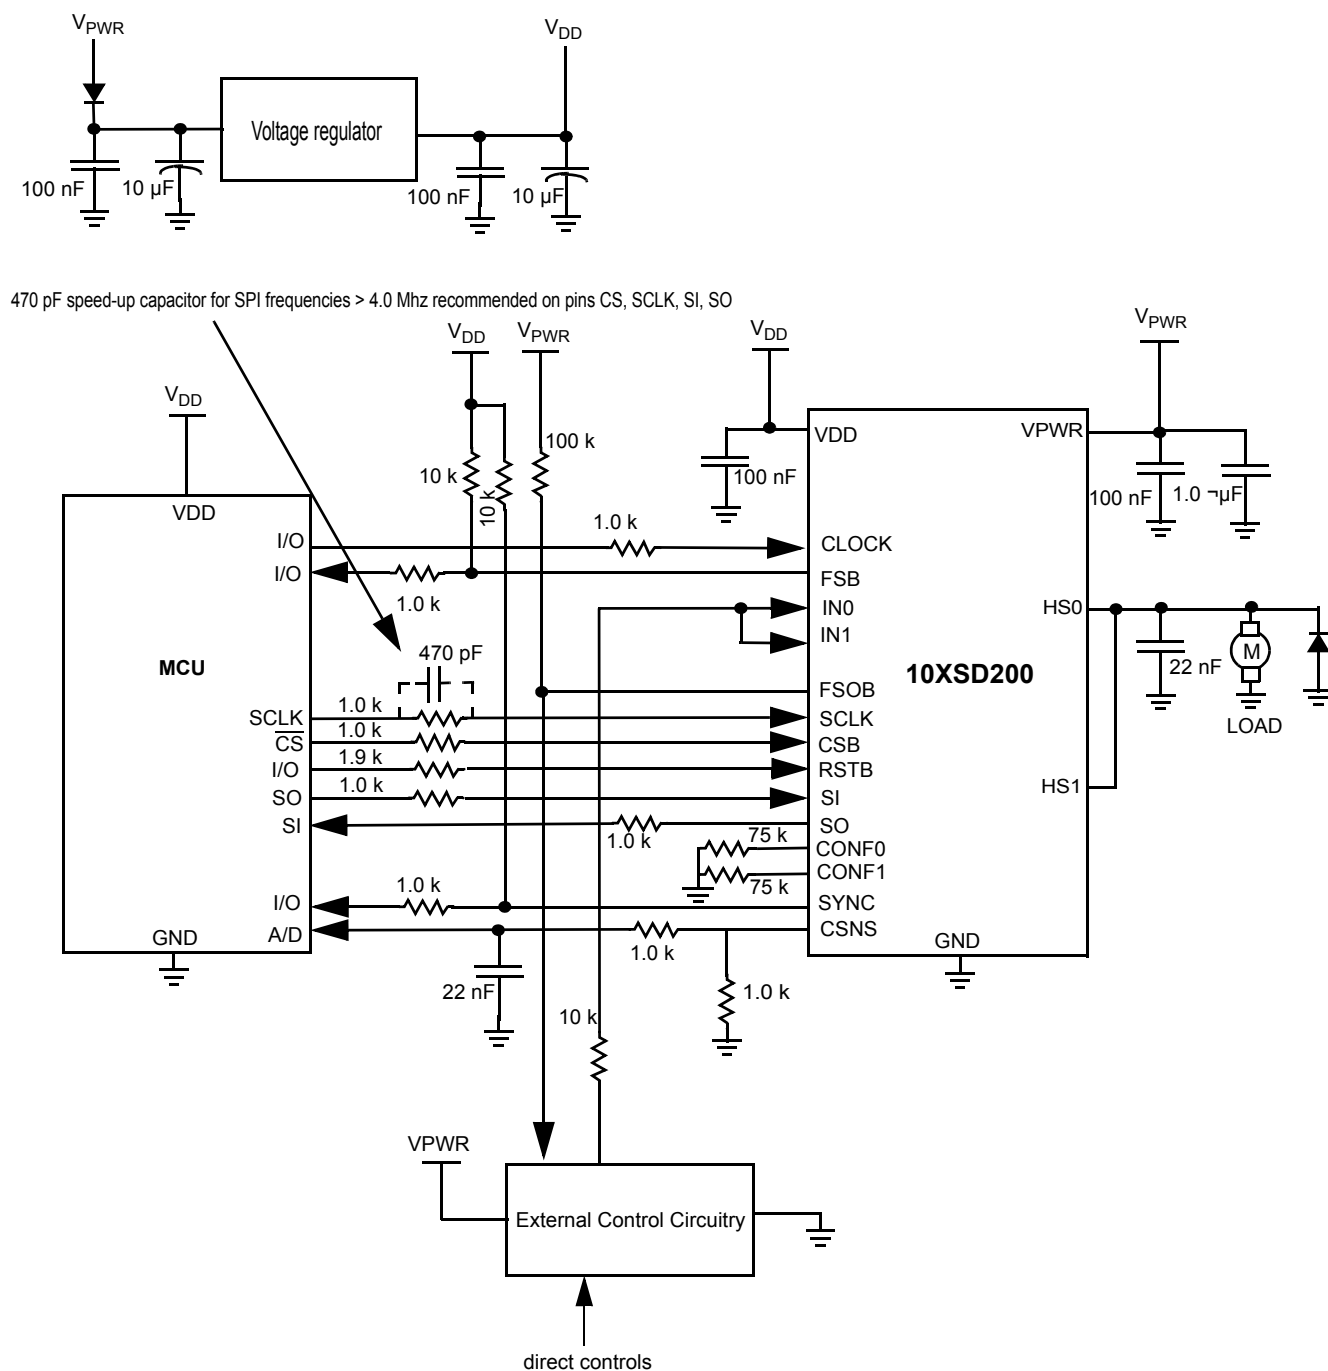 VPWR
VDD
Voltage regulator
100 nF
10 µF
100 nF
10 µF
470 pF speed-up capacitor for SPI frequencies > 4.0 Mhz recommended on pins CS, SCLK, SI, SO
VDD
VPWR
VDD
VPWR
VDD
100 k
10 k
10 k
VDD
VPWR
100 nF
100 nF
1.0 ¬µF
VDD
I/O
1.0 k
CLOCK
I/O
1.0 k
FSB
IN0
HS0
IN1
MCU
470 pF
10XSD200
22 nF
M
LOAD
FSOB
SCLK
1.0 k
SCLK
CS
1.0 k
CSB
I/O
1.9 k
RSTB
HS1
SO
1.0 k
SI
SI
1.0 k
SO
75 k
CONF0
CONF1
75 k
I/O
1.0 k
SYNC
A/D
CSNS
GND
GND
1.0 k
22 nF
1.0 k
10 k
VPWR
External Control Circuitry
direct controls